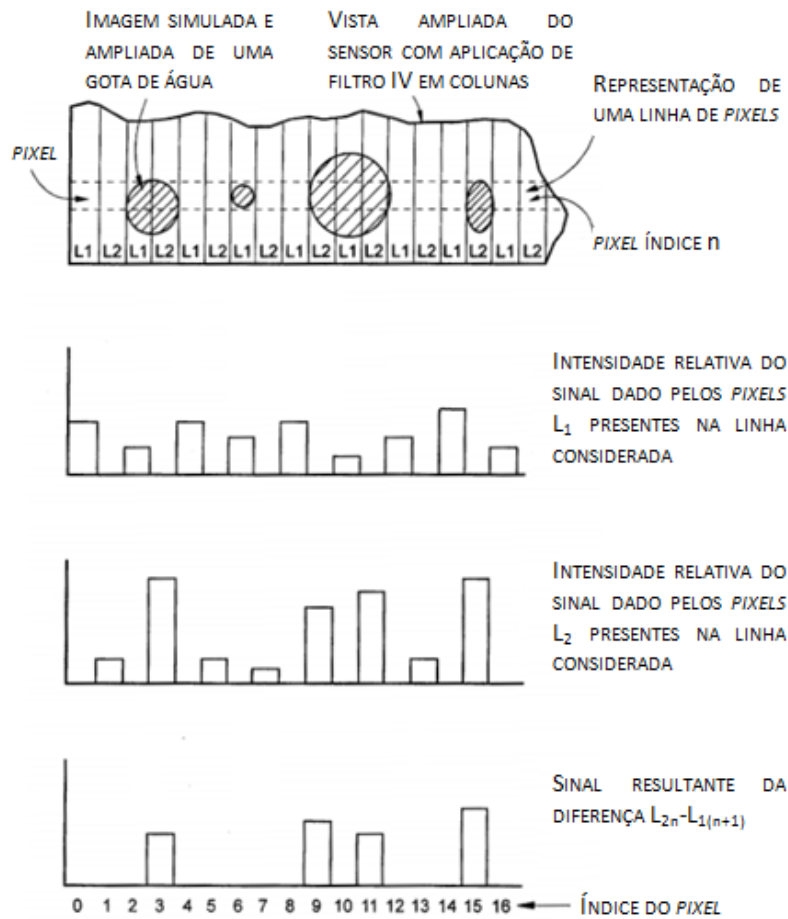 IMAGEM SIMULADA E
AMPLIADA DE UMA
GOTA DE ÁGUA
VISTA AMPLIADA DO
SENSOR COM APLICAÇÃO DE
FILTRO IV EM COLUNAS
REPRESENTAÇÃO DE
UMA LINHA DE PIXELS
PIXEL
PIXEL ÍNDICE n
L1 L2 L1 L2 L1 L2 L1 L2 L1 L2 L1 L2 L1 L2 L1 L2 L1 L2
INTENSIDADE RELATIVA DO
SINAL DADO PELOS PIXELS
L1 PRESENTES NA LINHA
CONSIDERADA
INTENSIDADE RELATIVA DO
SINAL DADO PELOS PIXELS
L2 PRESENTES NA LINHA
CONSIDERADA
SINAL RESULTANTE DA
DIFERENÇA L2n-L1(n+1)
0 1 2 3 4 5 6 7 8 9 10 11 12 13 14 15 16
ÍNDICE DO PIXEL